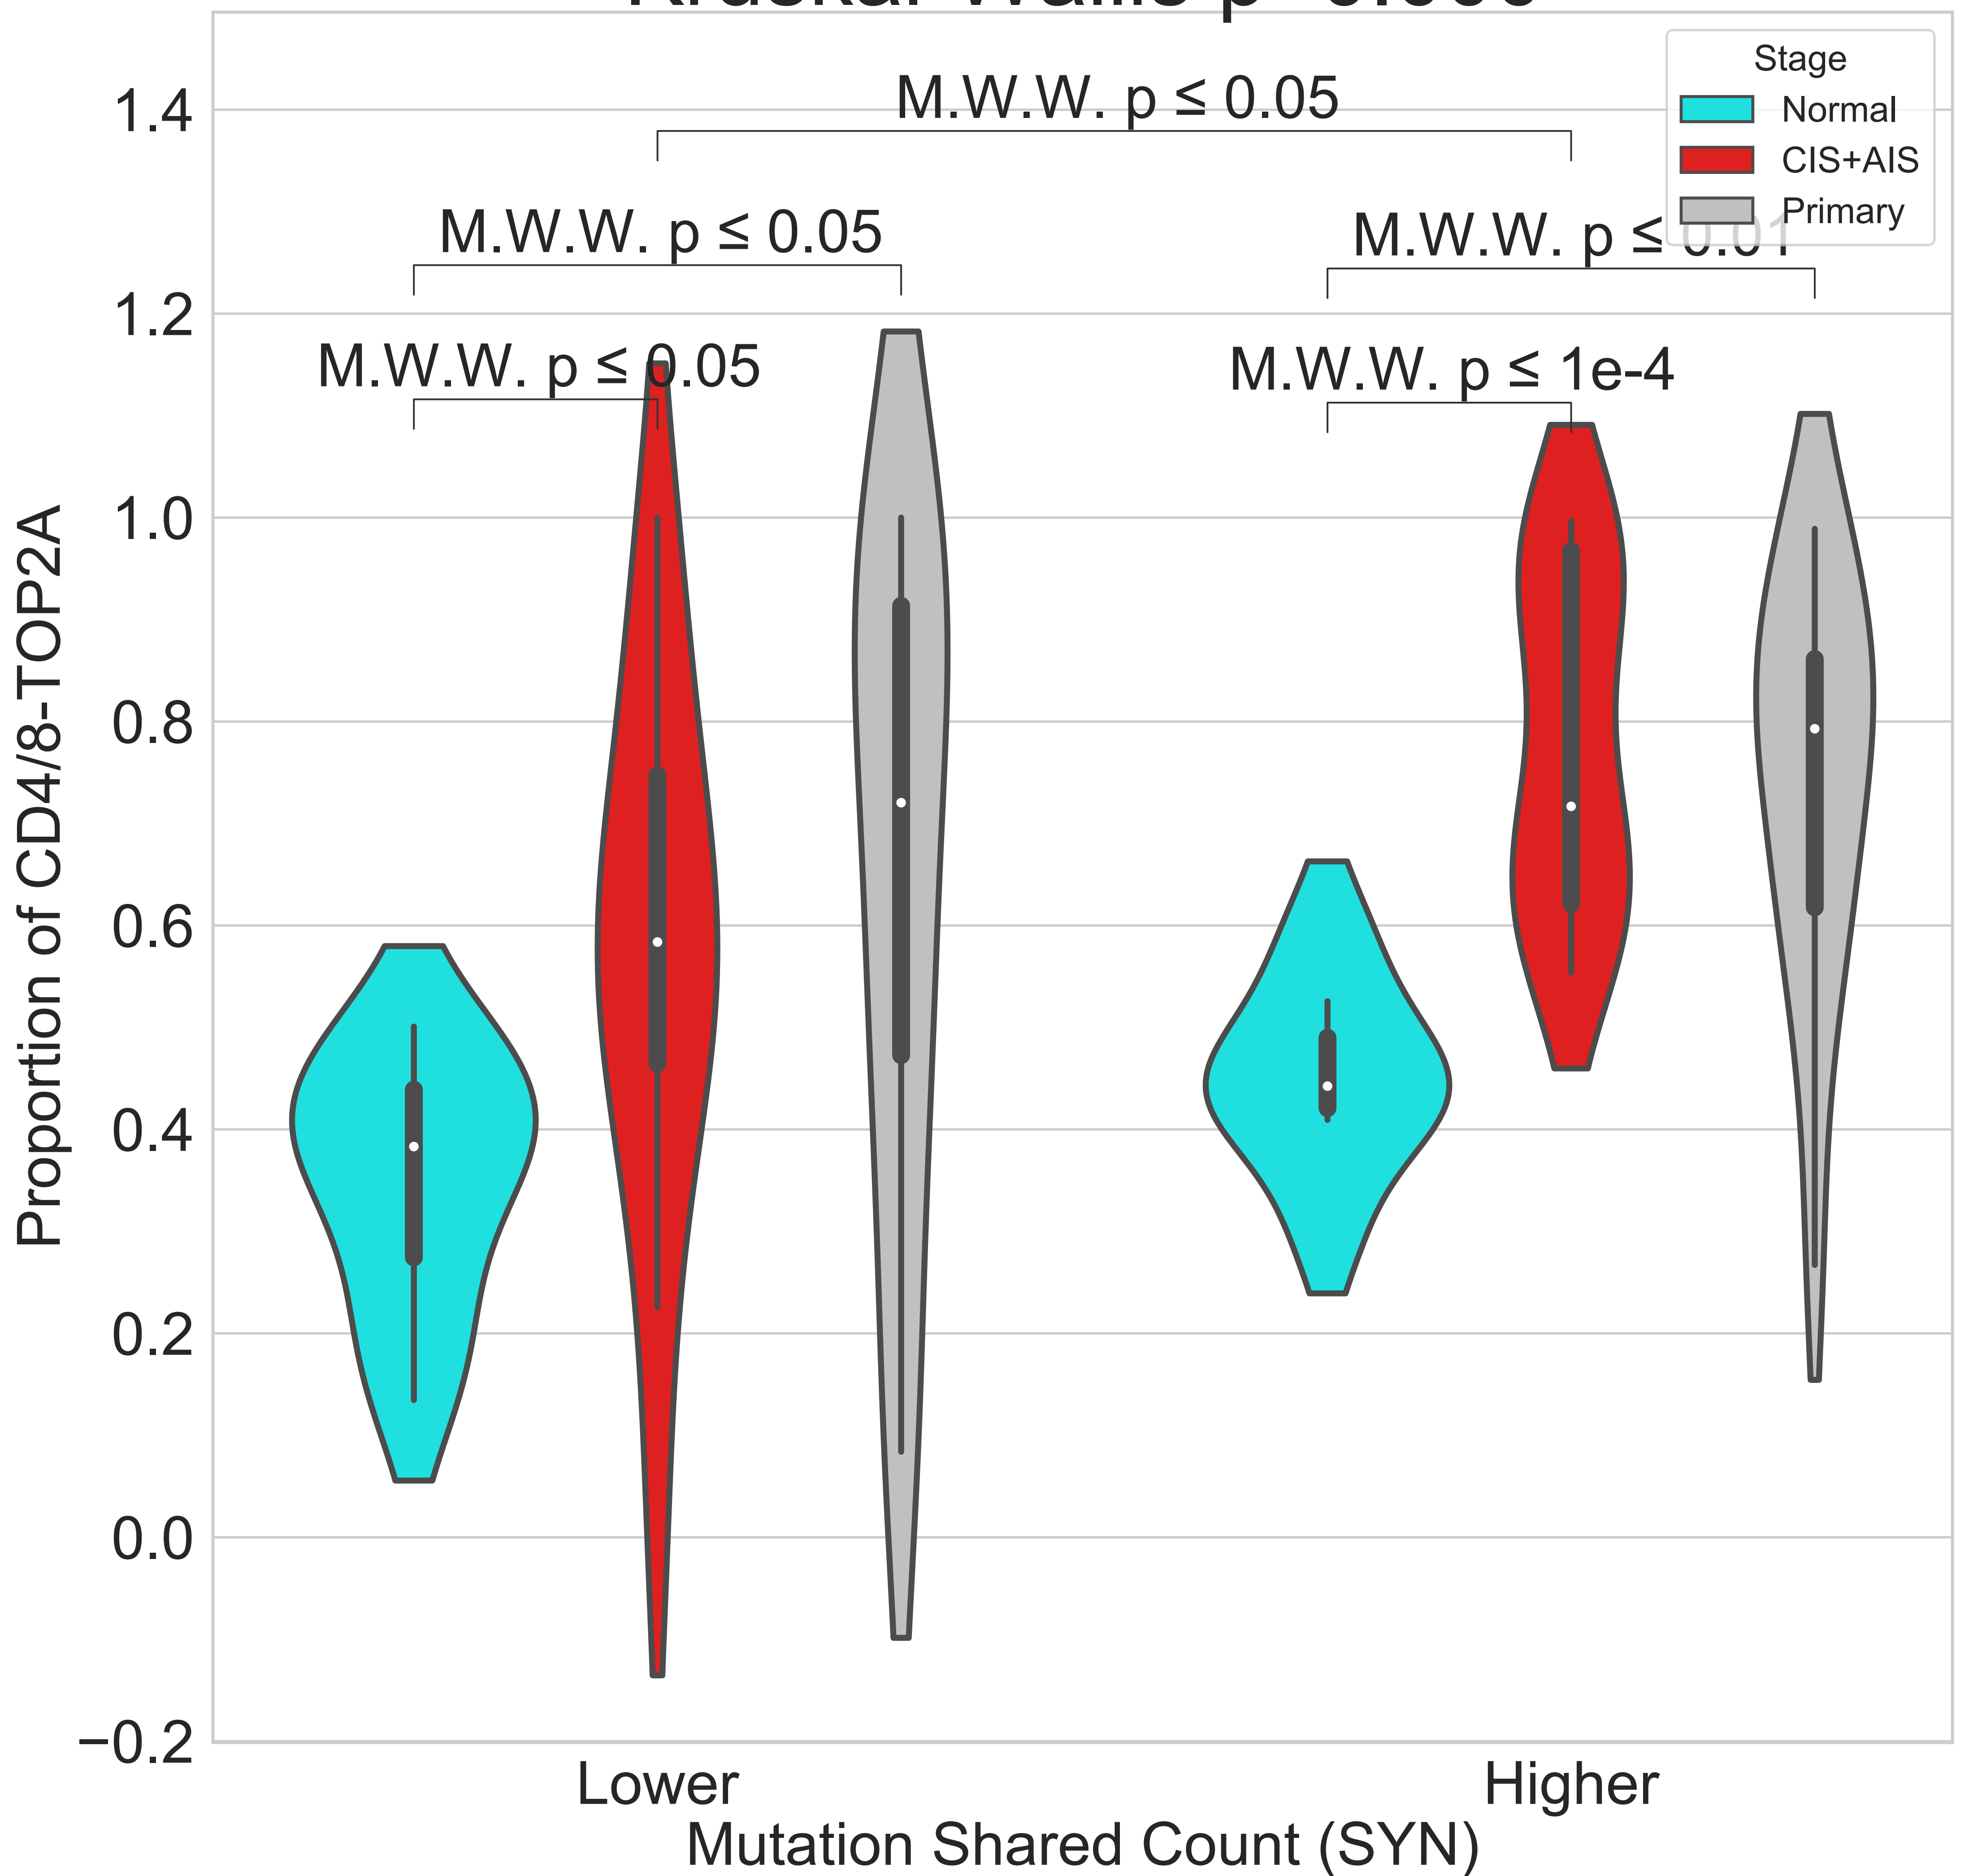 M.W.W. p ≤ 0.05
Stage
Normal
CIS+AIS
Primary
M.W.W. p ≤ 0.05
M.W.W. p ≤ 0.01
M.W.W. p ≤ 0.05
M.W.W. p ≤ 1e-4
1.4
1.2
1.0
0.8
0.6
0.4
0.2
0.0
−0.2
Proportion of CD4/8-TOP2A
Lower
Higher
Mutation Shared Count (SYN)